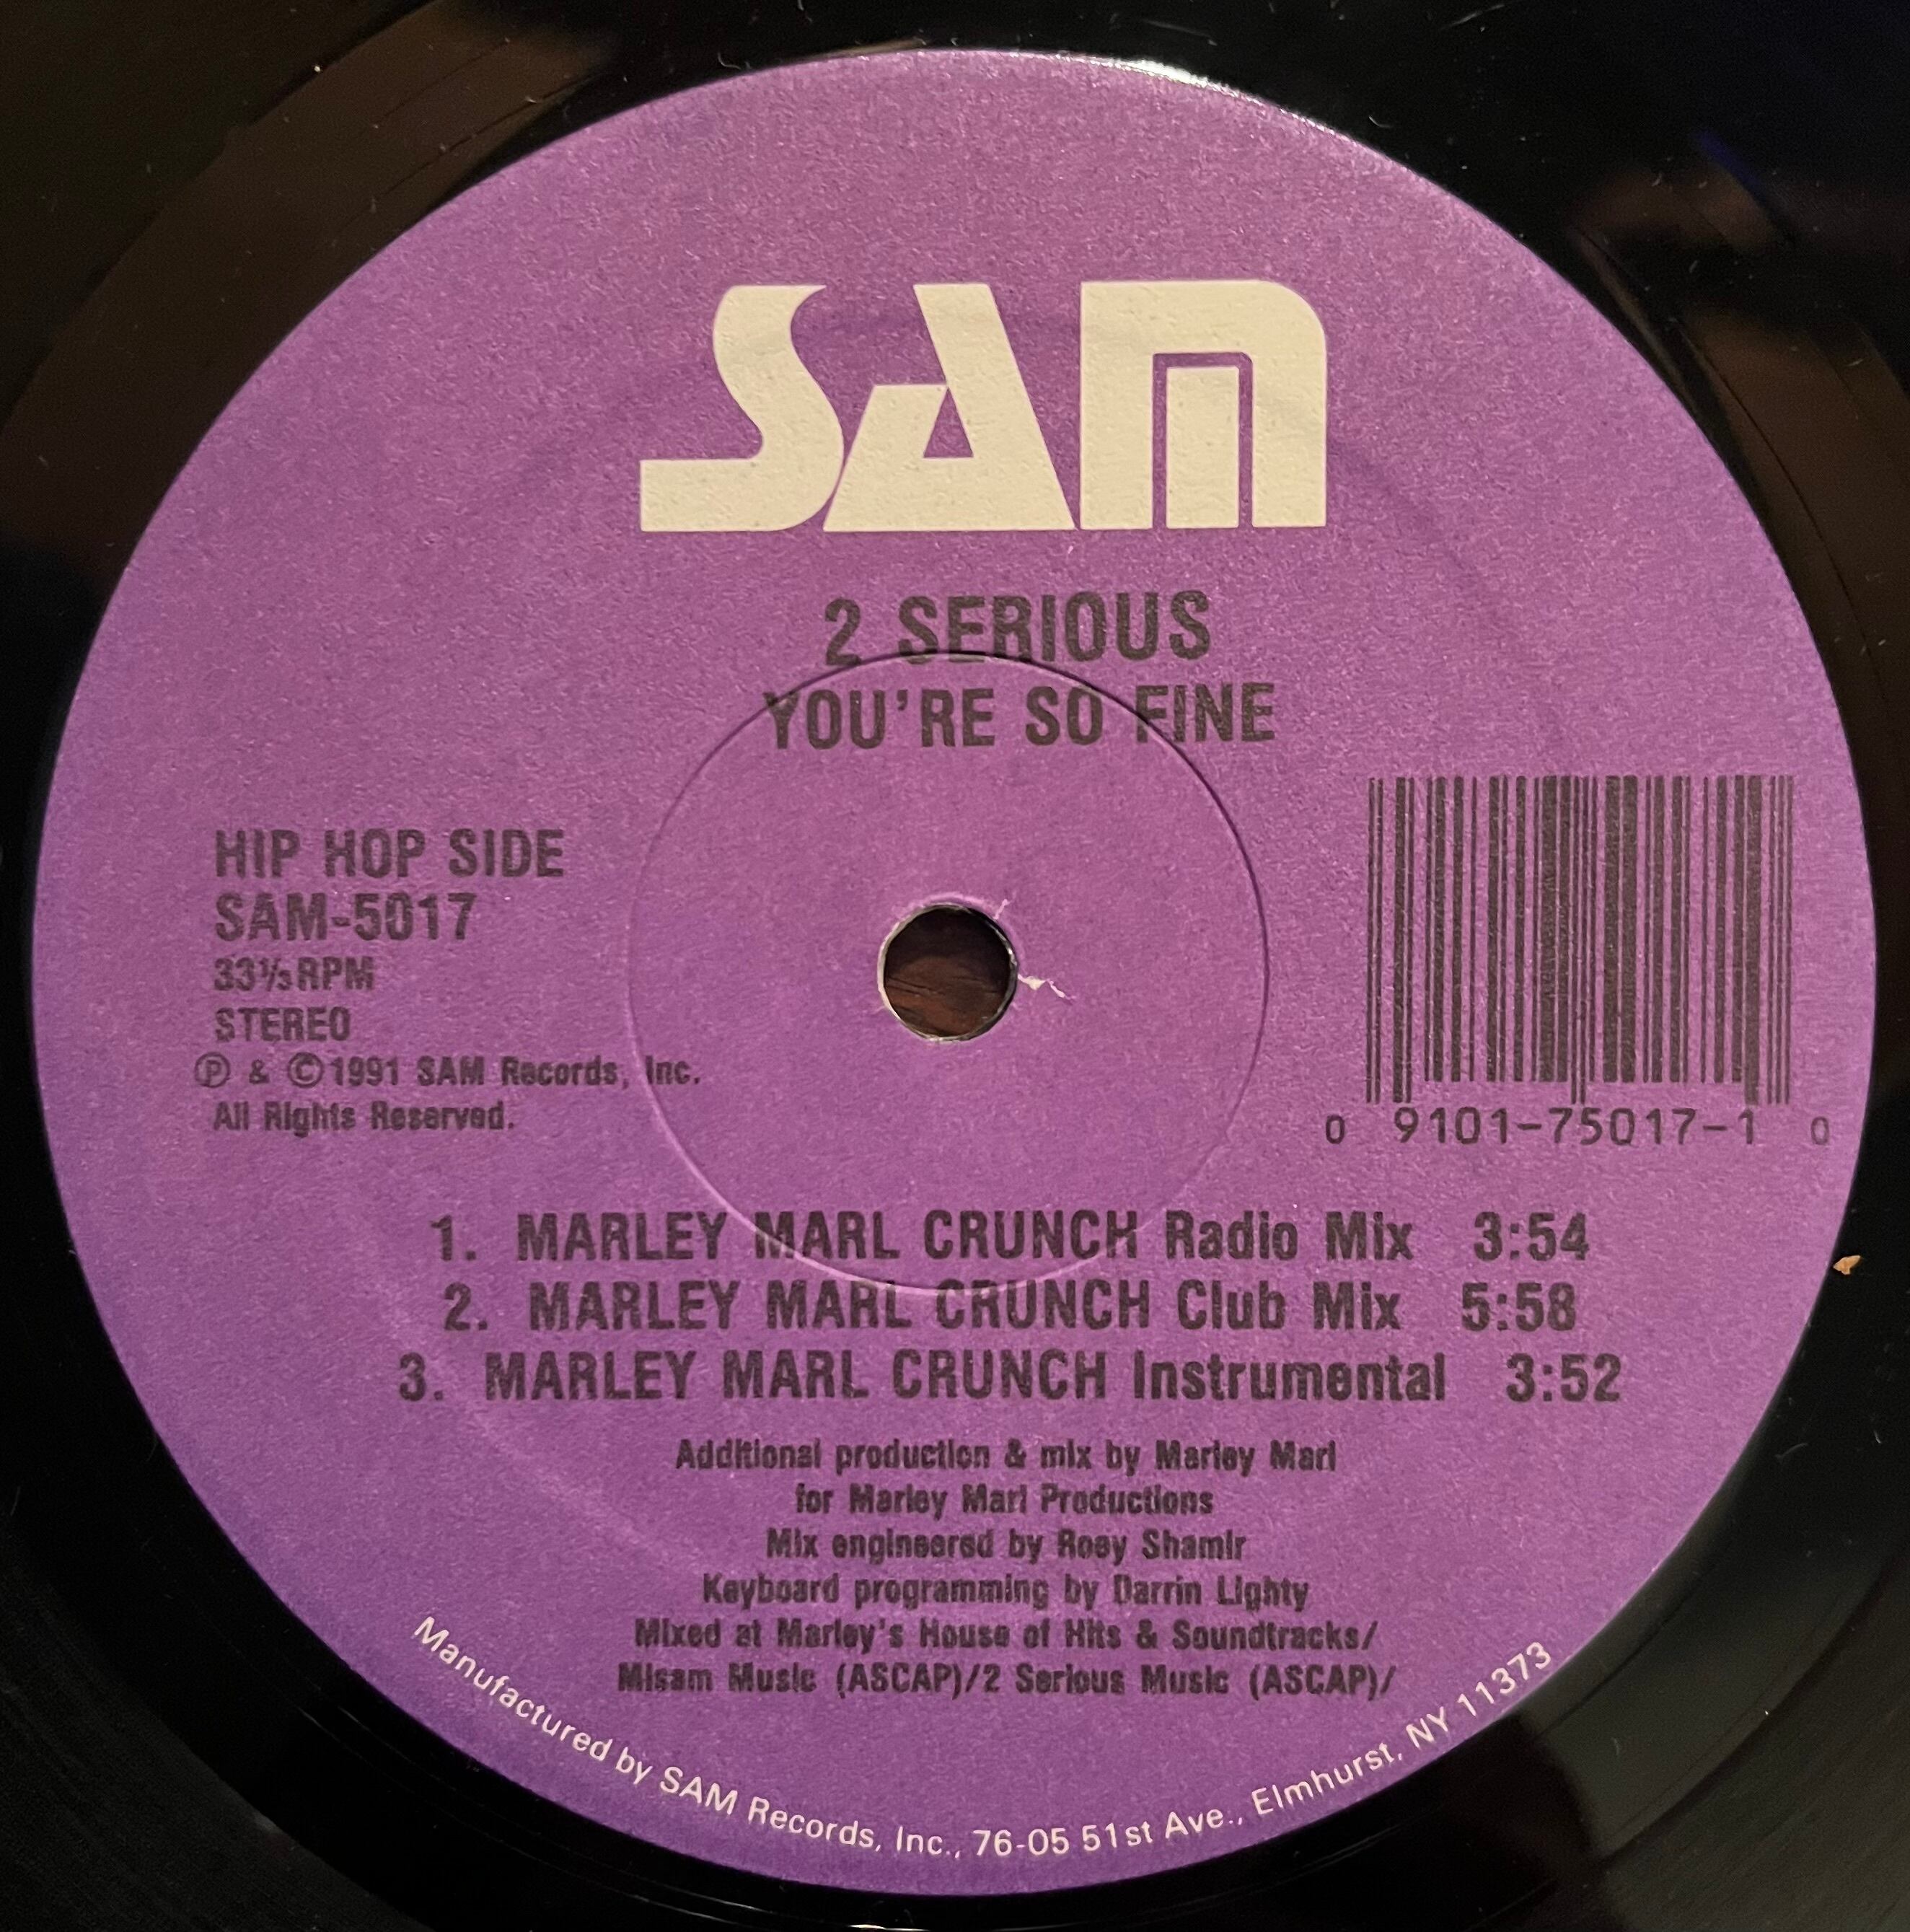 SAM
2 SERIOUS
YOU'RE SO FINE
HIP HOP SIDE
SAM-5017
33⅓ RPM
STEREO
Ⓟ & ©1991 SAM Records, Inc.
All Rights Reserved.
0 9101-75017-1 0
1. MARLEY MARL CRUNCH Radio Mix 3:54
2. MARLEY MARL CRUNCH Club Mix 5:58
3. MARLEY MARL CRUNCH Instrumental 3:52
Additional production & mix by Marley Marl
for Marley Marl Productions
Mix engineered by Roey Shamir
Keyboard programming by Darrin Lighty
Mixed at Marley's House of Hits & Soundtracks/
Misam Music (ASCAP)/2 Serious Music (ASCAP)/
Manufactured by SAM Records, Inc., 76-05 51st Ave., Elmhurst, NY 11373